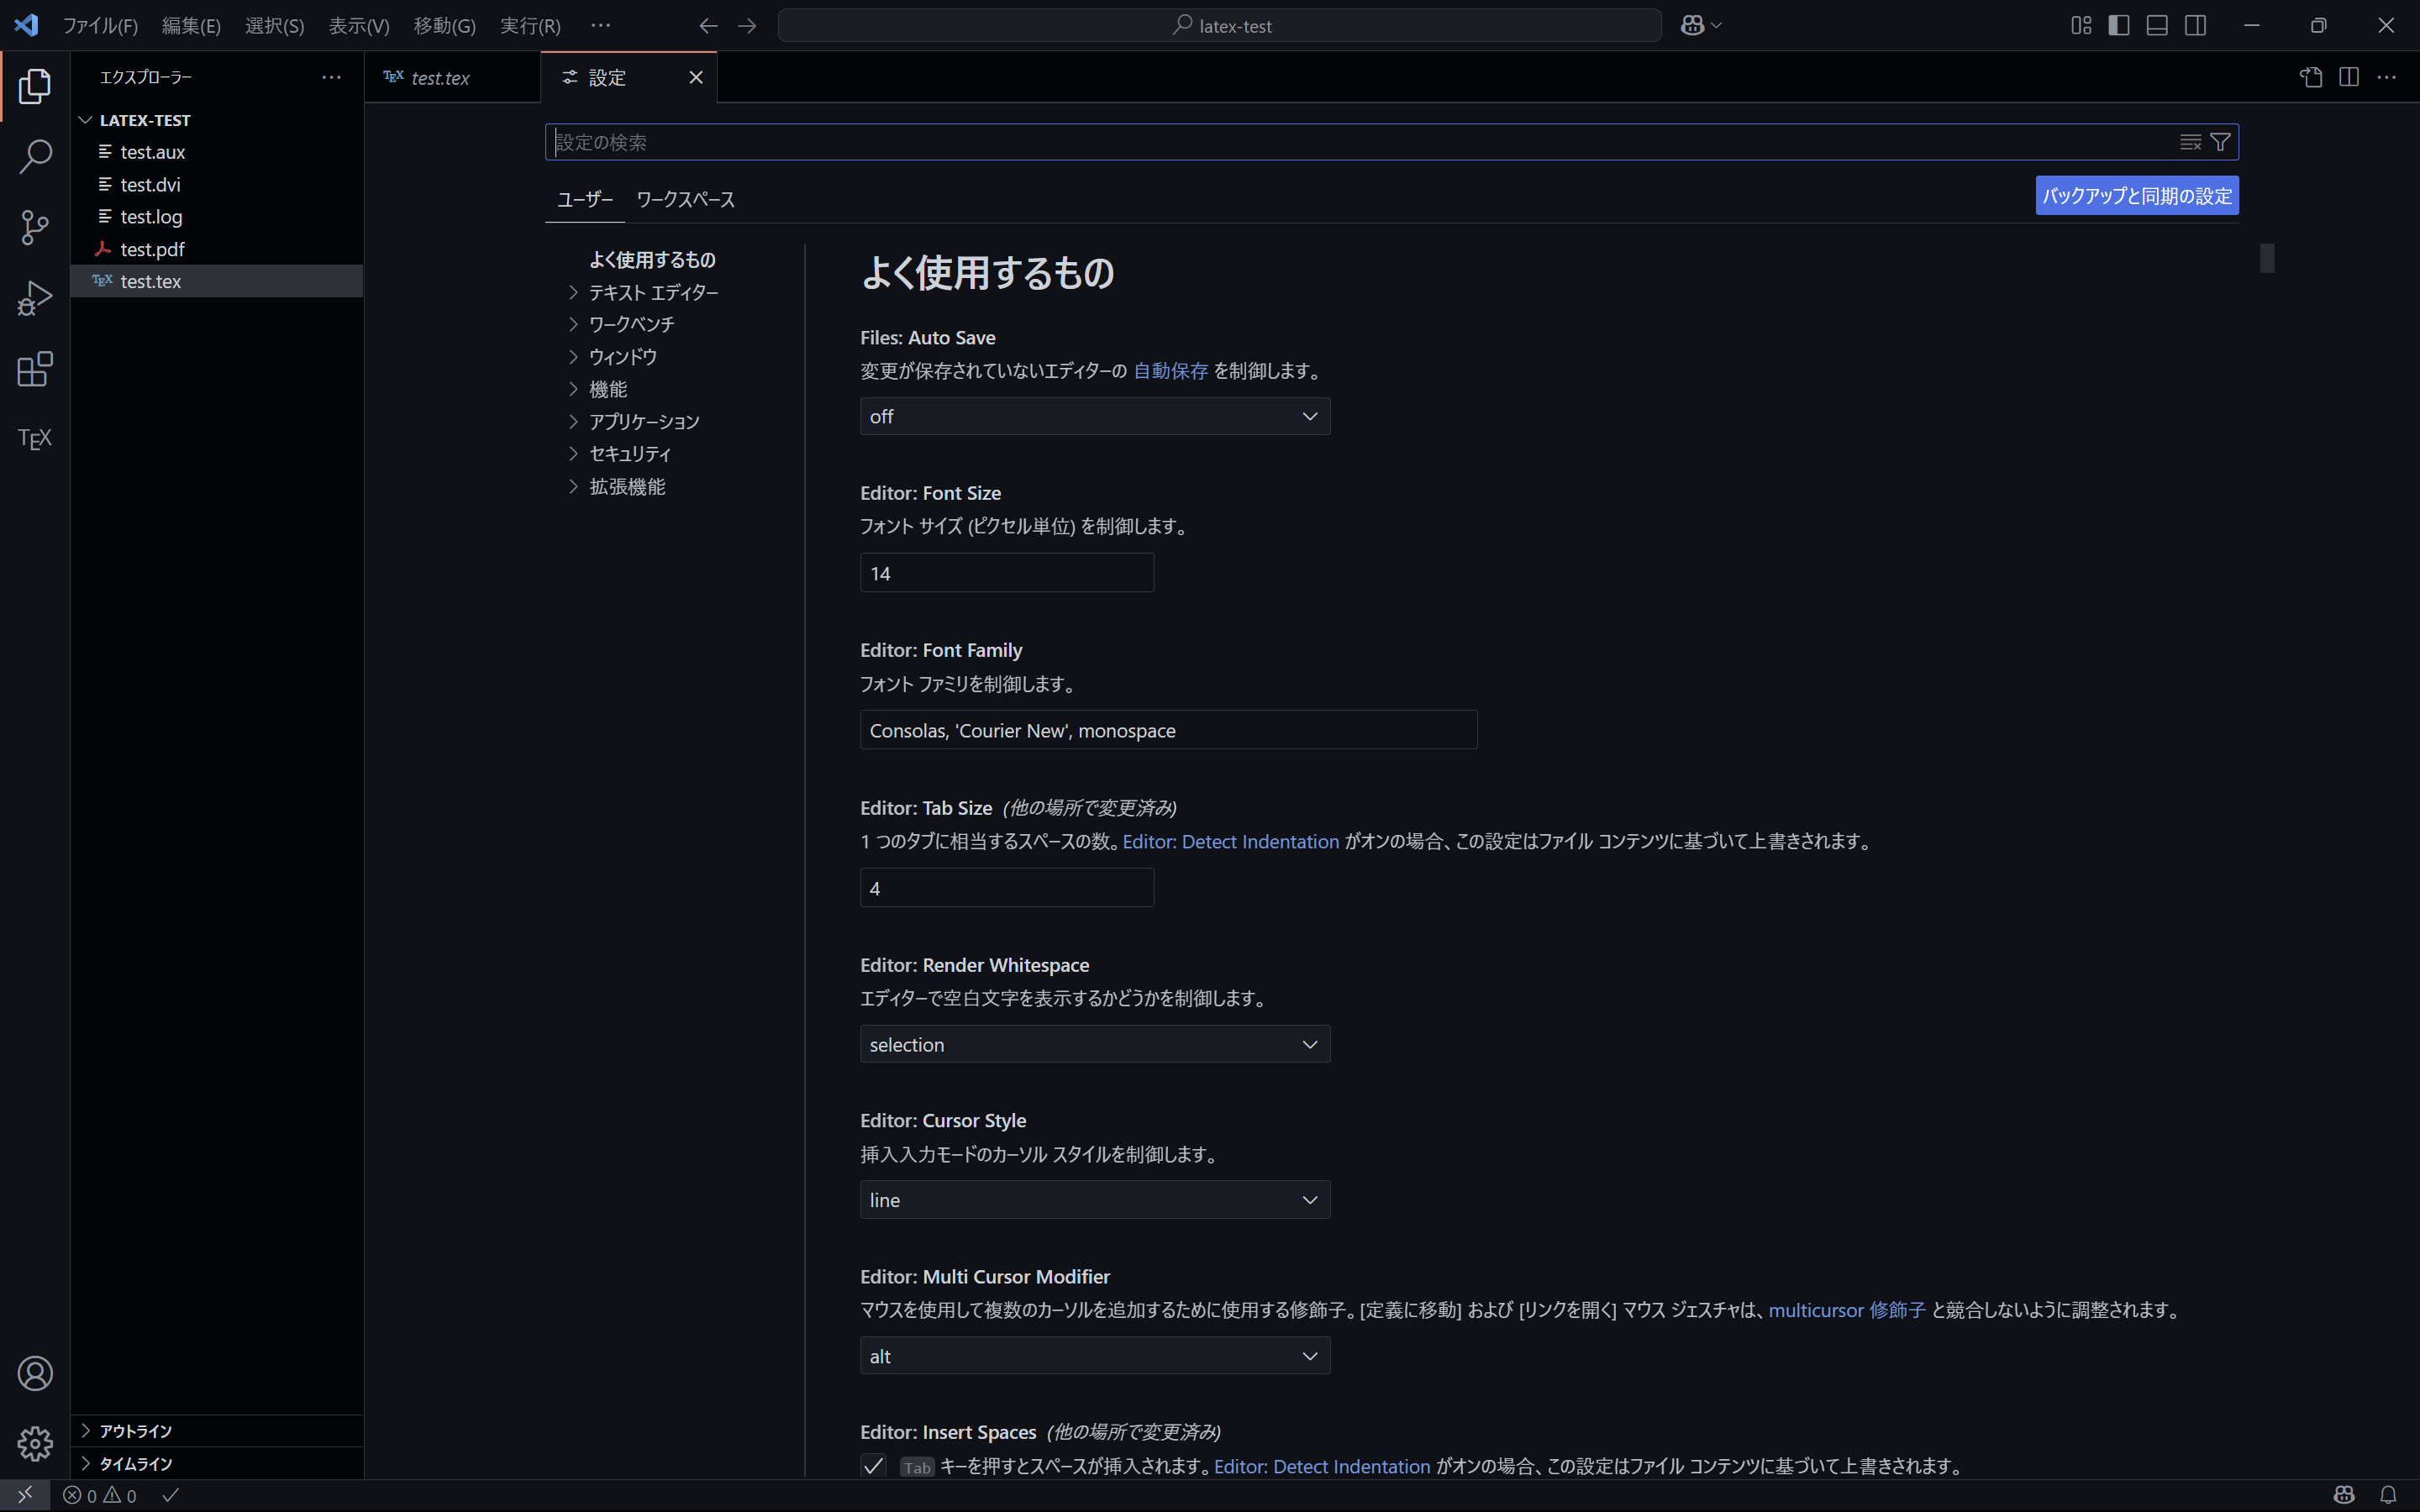 ファイル(F) 編集(E) 選択(S) 表示(V) 移動(G) 実行(R) ··· latex-test
エクスプローラー ···
LATEX-TEST
test.aux
test.dvi
test.log
test.pdf
TEX test.tex
TEX
アウトライン
タイムライン
TEX test.tex 設定
設定の検索
ユーザー ワークスペース バックアップと同期の設定
よく使用するもの
テキスト エディター
ワークベンチ
ウィンドウ
機能
アプリケーション
セキュリティ
拡張機能
よく使用するもの
Files: Auto Save
変更が保存されていないエディターの 自動保存 を制御します。
off
Editor: Font Size
フォント サイズ (ピクセル単位) を制御します。
14
Editor: Font Family
フォント ファミリを制御します。
Consolas, 'Courier New', monospace
Editor: Tab Size (他の場所で変更済み)
1 つのタブに相当するスペースの数。Editor: Detect Indentation がオンの場合、この設定はファイル コンテンツに基づいて上書きされます。
4
Editor: Render Whitespace
エディターで空白文字を表示するかどうかを制御します。
selection
Editor: Cursor Style
挿入入力モードのカーソル スタイルを制御します。
line
Editor: Multi Cursor Modifier
マウスを使用して複数のカーソルを追加するために使用する修飾子。[定義に移動] および [リンクを開く] マウス ジェスチャは、multicursor 修飾子 と競合しないように調整されます。
alt
Editor: Insert Spaces (他の場所で変更済み)
Tab キーを押すとスペースが挿入されます。Editor: Detect Indentation がオンの場合、この設定はファイル コンテンツに基づいて上書きされます。
0 0